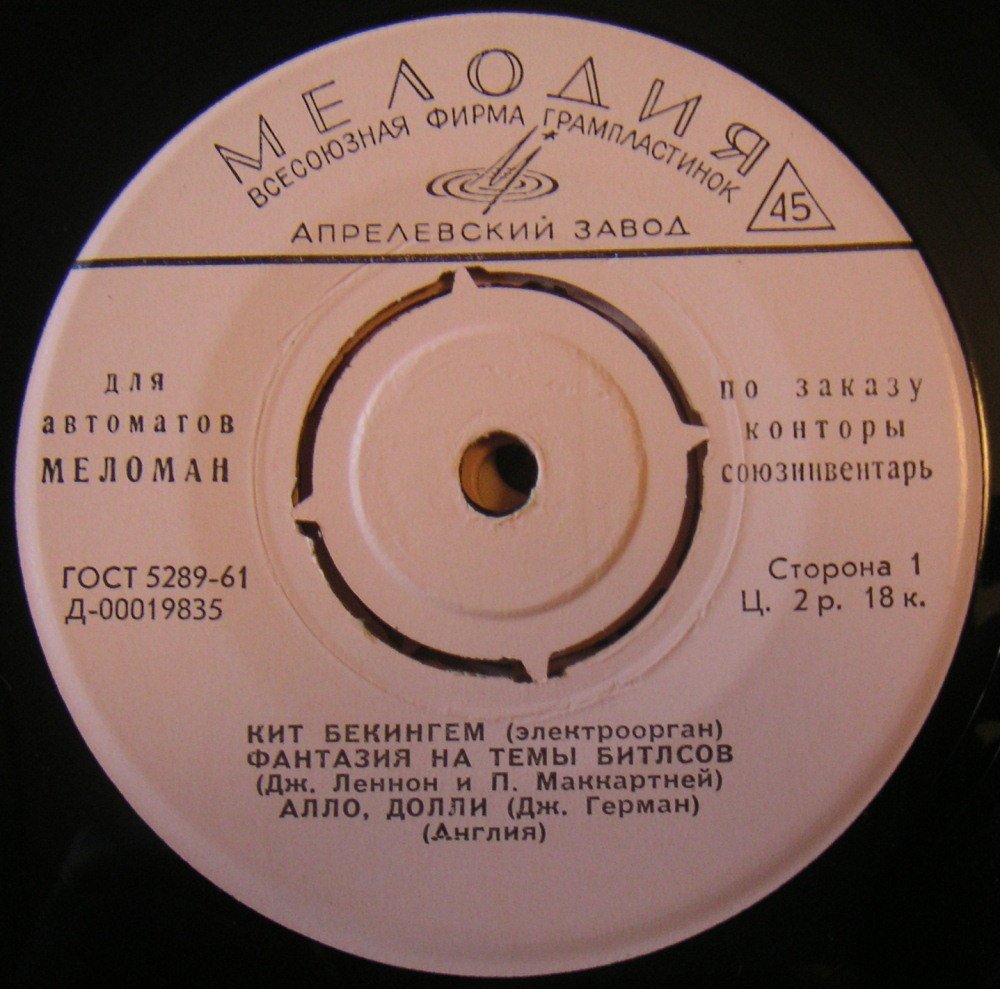 МЕЛОДИЯ
ВСЕСОЮЗНАЯ ФИРМА ГРАМПЛАСТИНОК
АПРЕЛЕВСКИЙ ЗАВОД
45
для
автоматов
МЕЛОМАН
по заказу
конторы
союзинвентарь
ГОСТ 5289-61
Д-00019835
Сторона 1
Ц. 2 р. 18 к.
КИТ БЕКИНГЕМ (электроорган)
ФАНТАЗИЯ НА ТЕМЫ БИТЛСОВ
(Дж. Леннон и П. Маккартней)
АЛЛО, ДОЛЛИ (Дж. Герман)
(Англия)